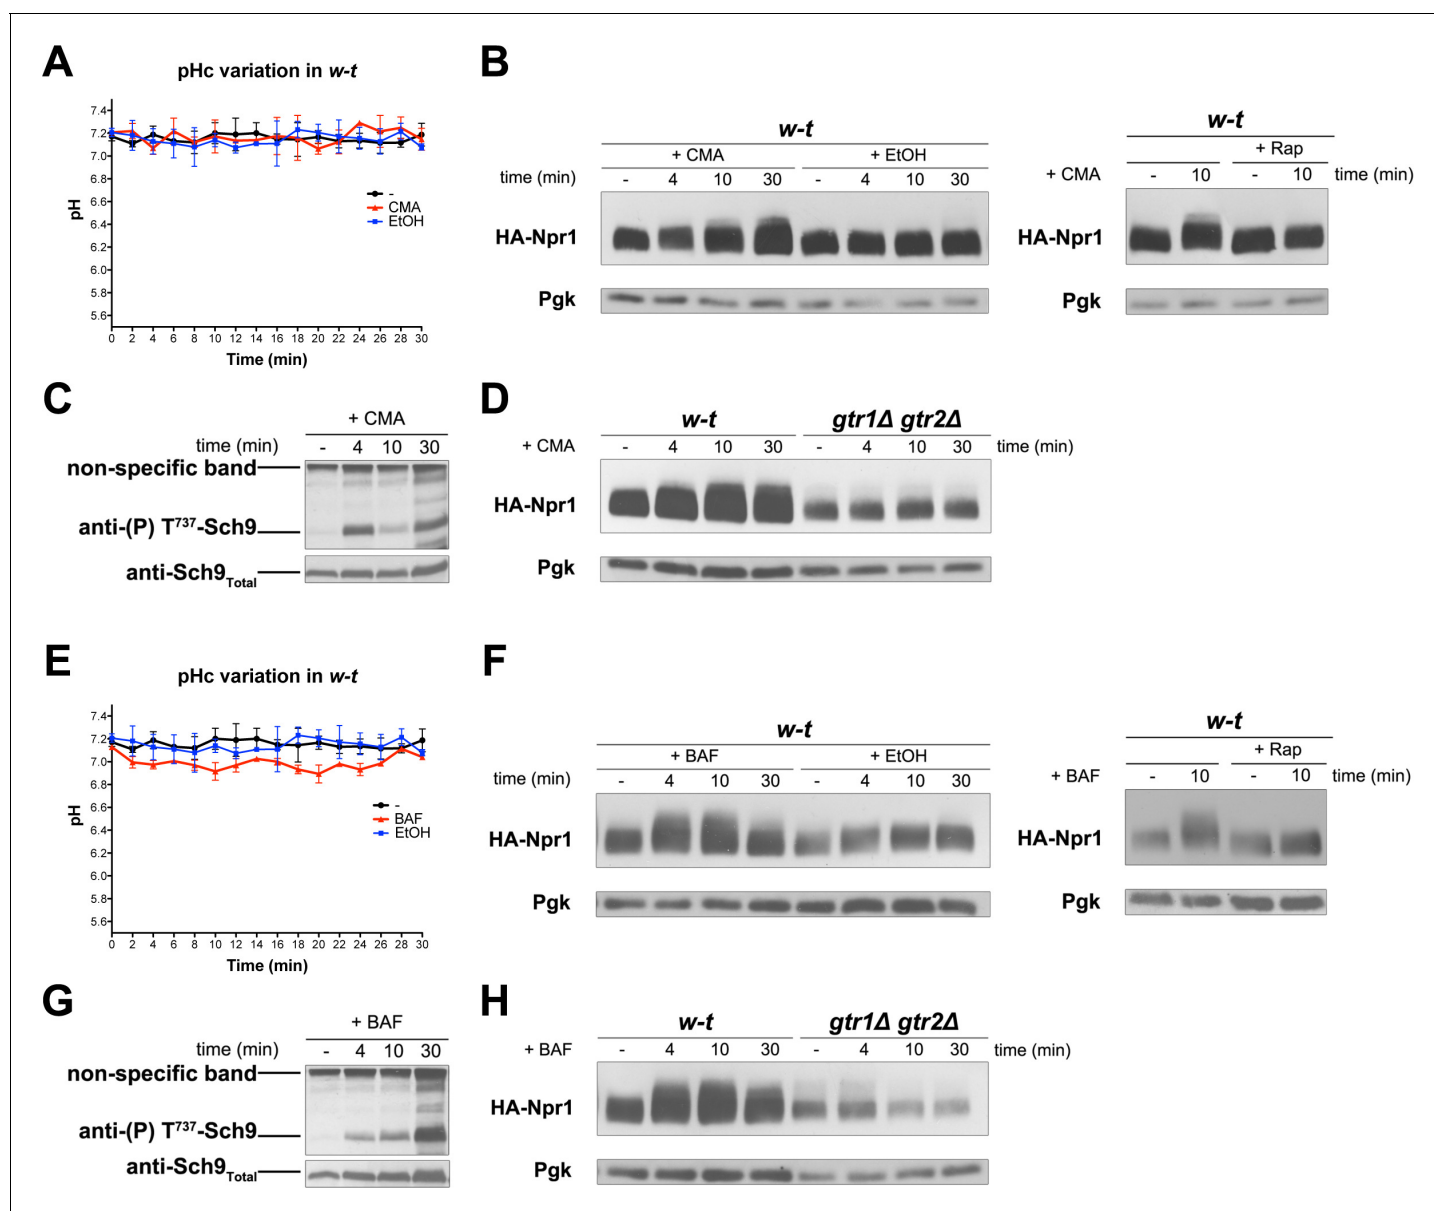 A
pHc variation in w-t
7.4
7.2
7.0
6.8
6.6
6.4
6.2
6.0
5.8
5.6
pH
-
CMA
EtOH
0 2 4 6 8 10 12 14 16 18 20 22 24 26 28 30
Time (min)
B
w-t
+ CMA + EtOH
time (min) - 4 10 30 - 4 10 30
HA-Npr1
Pgk
w-t
+ Rap
+ CMA - 10 - 10 time (min)
HA-Npr1
Pgk
C
+ CMA
time (min) - 4 10 30
non-specific band
anti-(P) T737-Sch9
anti-Sch9Total
D
w-t gtr1Δ gtr2Δ
+ CMA - 4 10 30 - 4 10 30 time (min)
HA-Npr1
Pgk
E
pHc variation in w-t
7.4
7.2
7.0
6.8
6.6
6.4
6.2
6.0
5.8
5.6
pH
-
BAF
EtOH
0 2 4 6 8 10 12 14 16 18 20 22 24 26 28 30
Time (min)
F
w-t
+ BAF + EtOH
time (min) - 4 10 30 - 4 10 30
HA-Npr1
Pgk
w-t
+ Rap
+ BAF - 10 - 10 time (min)
HA-Npr1
Pgk
G
+ BAF
time (min) - 4 10 30
non-specific band
anti-(P) T737-Sch9
anti-Sch9Total
H
w-t gtr1Δ gtr2Δ
+ BAF - 4 10 30 - 4 10 30 time (min)
HA-Npr1
Pgk